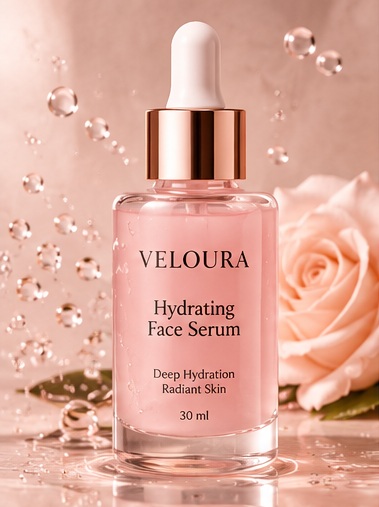 VELOURA
Hydrating
Face Serum
Deep Hydration
Radiant Skin
30 ml